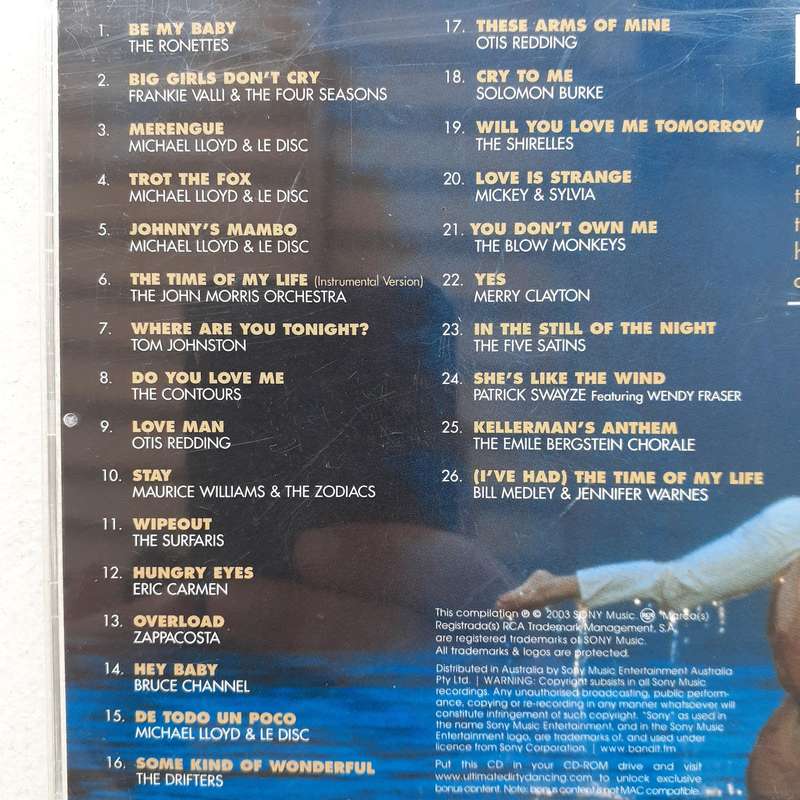 1. BE MY BABY
THE RONETTES
2. BIG GIRLS DON'T CRY
FRANKIE VALLI & THE FOUR SEASONS
3. MERENGUE
MICHAEL LLOYD & LE DISC
4. TROT THE FOX
MICHAEL LLOYD & LE DISC
5. JOHNNY'S MAMBO
MICHAEL LLOYD & LE DISC
6. THE TIME OF MY LIFE (Instrumental Version)
THE JOHN MORRIS ORCHESTRA
7. WHERE ARE YOU TONIGHT?
TOM JOHNSTON
8. DO YOU LOVE ME
THE CONTOURS
9. LOVE MAN
OTIS REDDING
10. STAY
MAURICE WILLIAMS & THE ZODIACS
11. WIPEOUT
THE SURFARIS
12. HUNGRY EYES
ERIC CARMEN
13. OVERLOAD
ZAPPACOSTA
14. HEY BABY
BRUCE CHANNEL
15. DE TODO UN POCO
MICHAEL LLOYD & LE DISC
16. SOME KIND OF WONDERFUL
THE DRIFTERS
17. THESE ARMS OF MINE
OTIS REDDING
18. CRY TO ME
SOLOMON BURKE
19. WILL YOU LOVE ME TOMORROW
THE SHIRELLES
20. LOVE IS STRANGE
MICKEY & SYLVIA
21. YOU DON'T OWN ME
THE BLOW MONKEYS
22. YES
MERRY CLAYTON
23. IN THE STILL OF THE NIGHT
THE FIVE SATINS
24. SHE'S LIKE THE WIND
PATRICK SWAYZE Featuring WENDY FRASER
25. KELLERMAN'S ANTHEM
THE EMILE BERGSTEIN CHORALE
26. (I'VE HAD) THE TIME OF MY LIFE
BILL MEDLEY & JENNIFER WARNES
This compilation ℗ © 2003 SONY Music. RCA Marca(s)
Registrada(s) RCA Trademark Management, S.A.
are registered trademarks of SONY Music.
All trademarks & logos are protected.
Distributed in Australia by Sony Music Entertainment Australia
Pty Ltd. | WARNING: Copyright subsists in all Sony Music
recordings. Any unauthorised broadcasting, public perform-
ance, copying or re-recording in any manner whatsoever will
constitute infringement of such copyright. "Sony" as used in
the name Sony Music Entertainment, and in the Sony Music
Entertainment logo, are trademarks of, and used under
licence from Sony Corporation. | www.bandit.fm
Put this CD in your CD-ROM drive and visit
www.ultimatedirtydancing.com to unlock exclusive
bonus content. Note: bonus content is not MAC compatible.